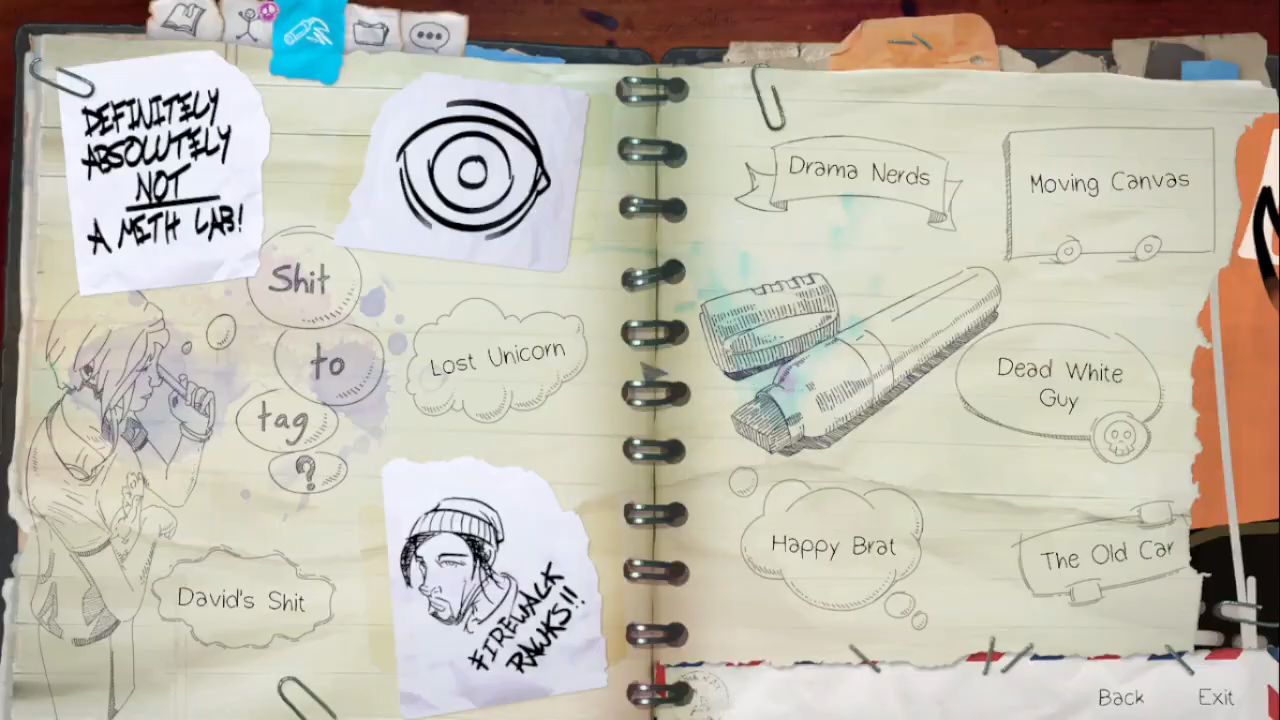 DEFINITELY
ABSOLUTELY
NOT
A METH LAB!
Shit
to
tag
?
Lost Unicorn
David's Shit
FIREWALK
RAWKS!!
Drama Nerds
Moving Canvas
Dead White
Guy
Happy Brat
The Old Car
Back
Exit